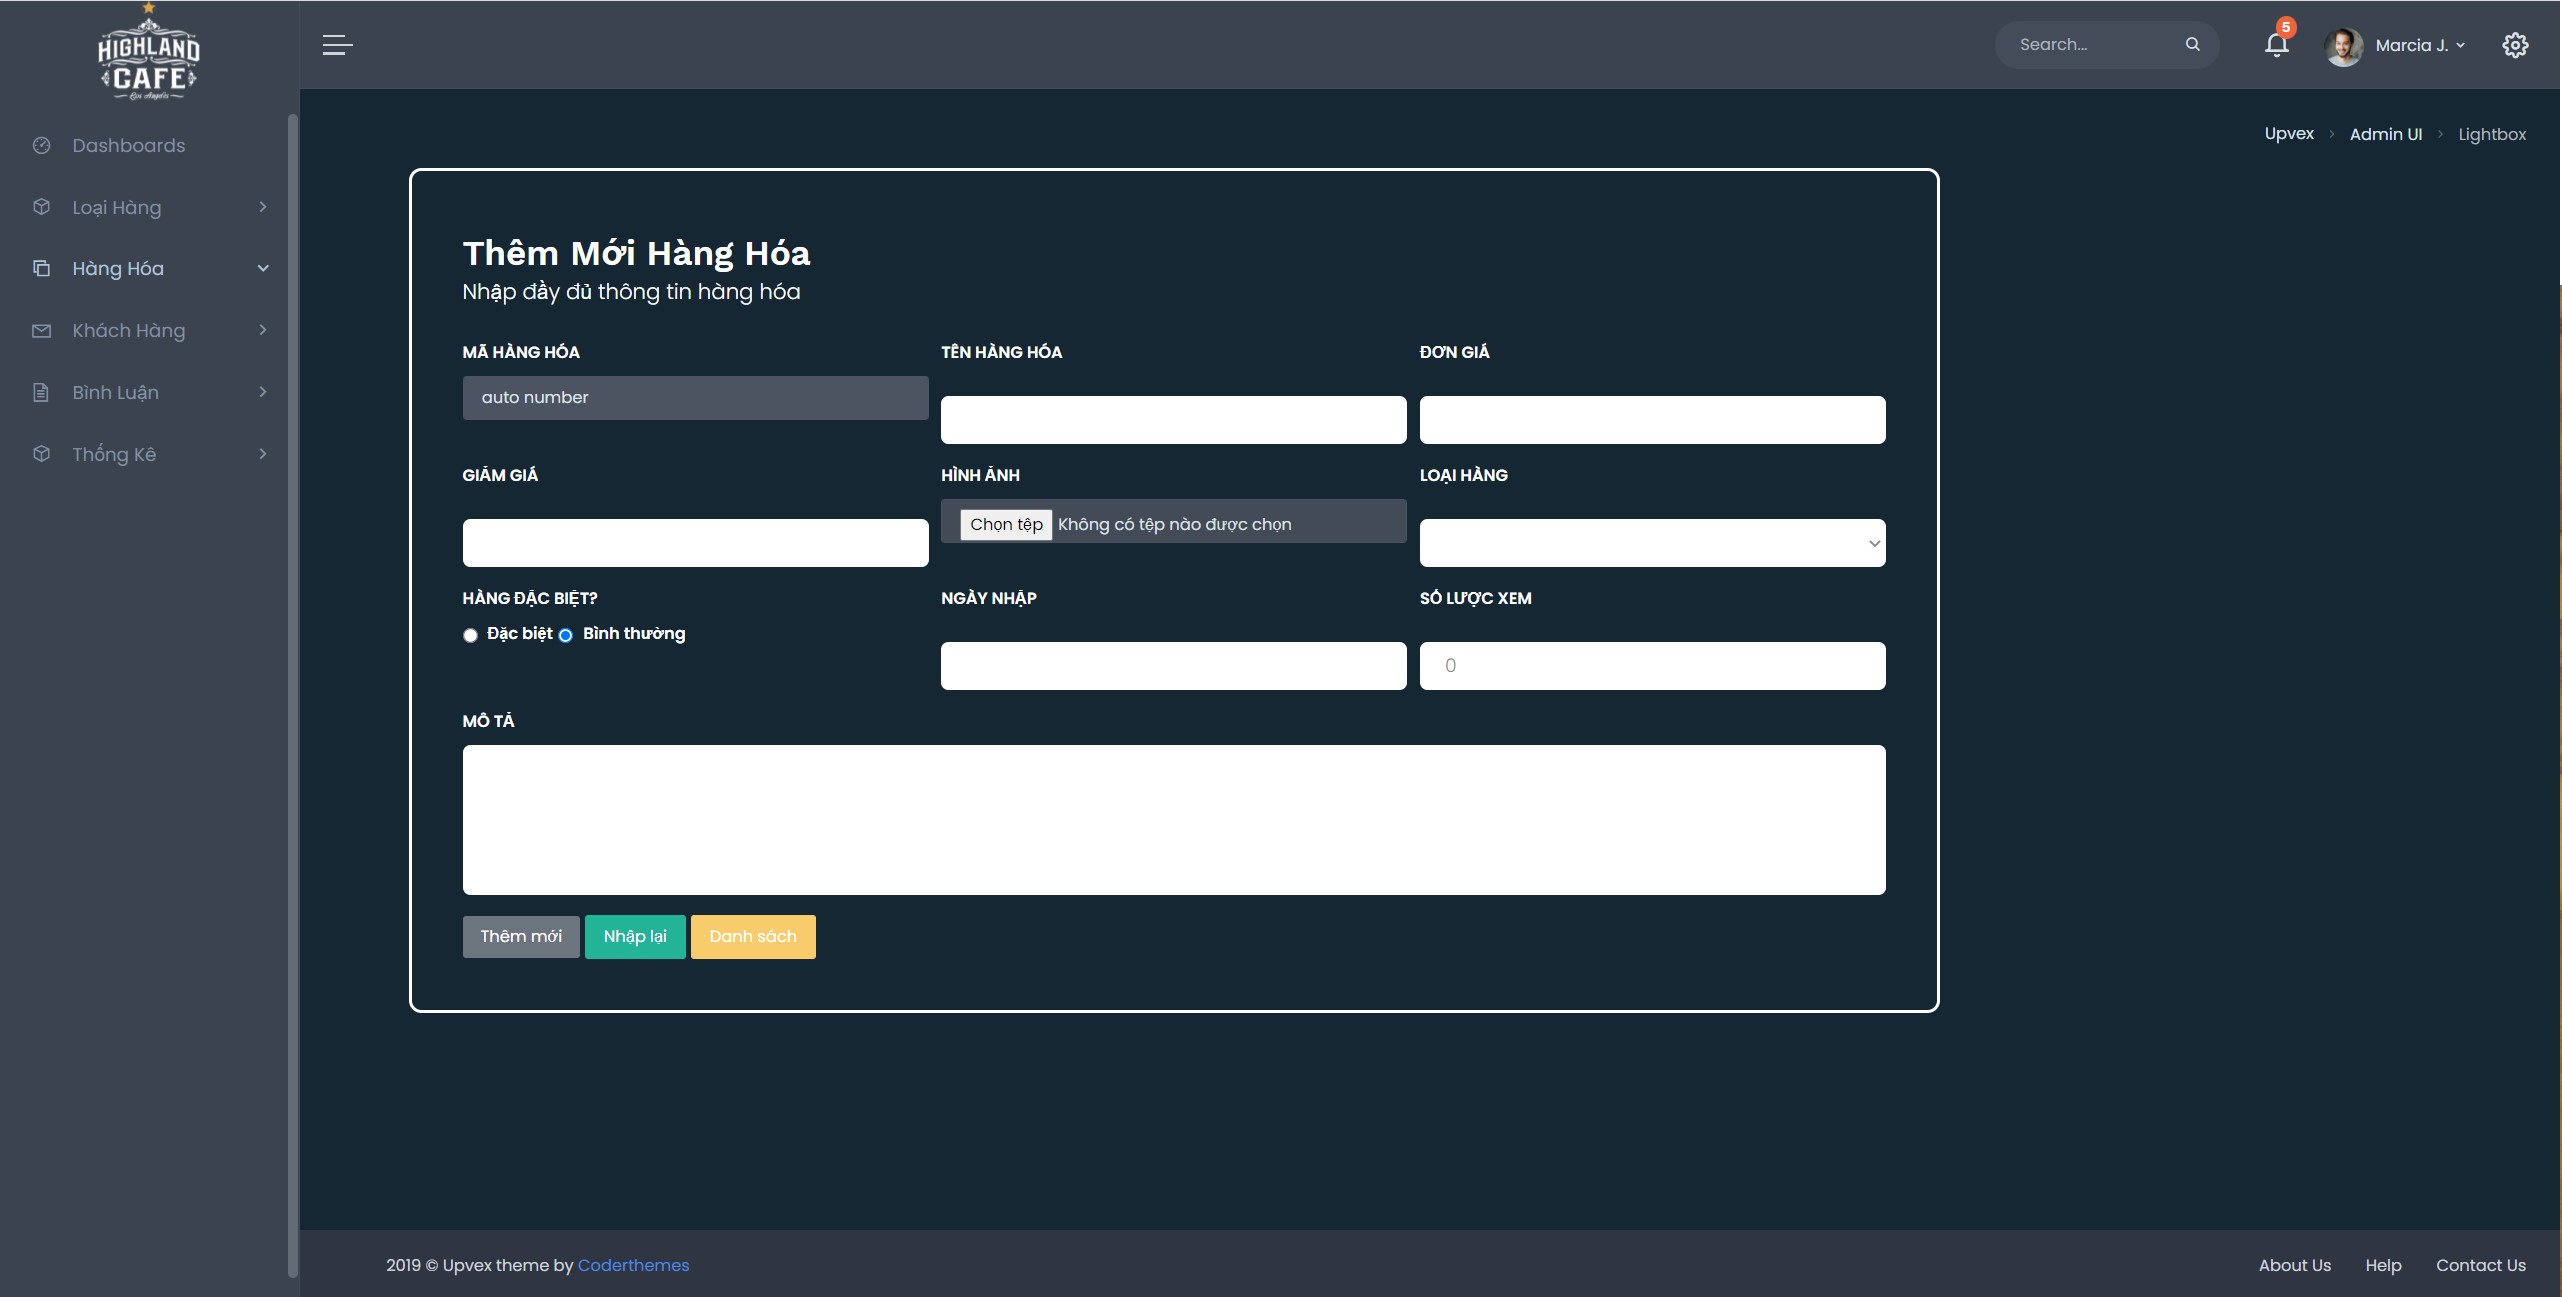 HIGHLAND
CAFE
Los Angeles
Search...
5
Marcia J.
Dashboards
Loại Hàng
Hàng Hóa
Khách Hàng
Bình Luận
Thống Kê
Upvex > Admin UI > Lightbox
Thêm Mới Hàng Hóa
Nhập đầy đủ thông tin hàng hóa
MÃ HÀNG HÓA
auto number
TÊN HÀNG HÓA
ĐƠN GIÁ
GIẢM GIÁ
HÌNH ẢNH
Chọn tệp Không có tệp nào được chọn
LOẠI HÀNG
HÀNG ĐẶC BIỆT?
Đặc biệt Bình thường
NGÀY NHẬP
SỐ LƯỢC XEM
0
MÔ TẢ
Thêm mới Nhập lại Danh sách
2019 © Upvex theme by Coderthemes
About Us Help Contact Us